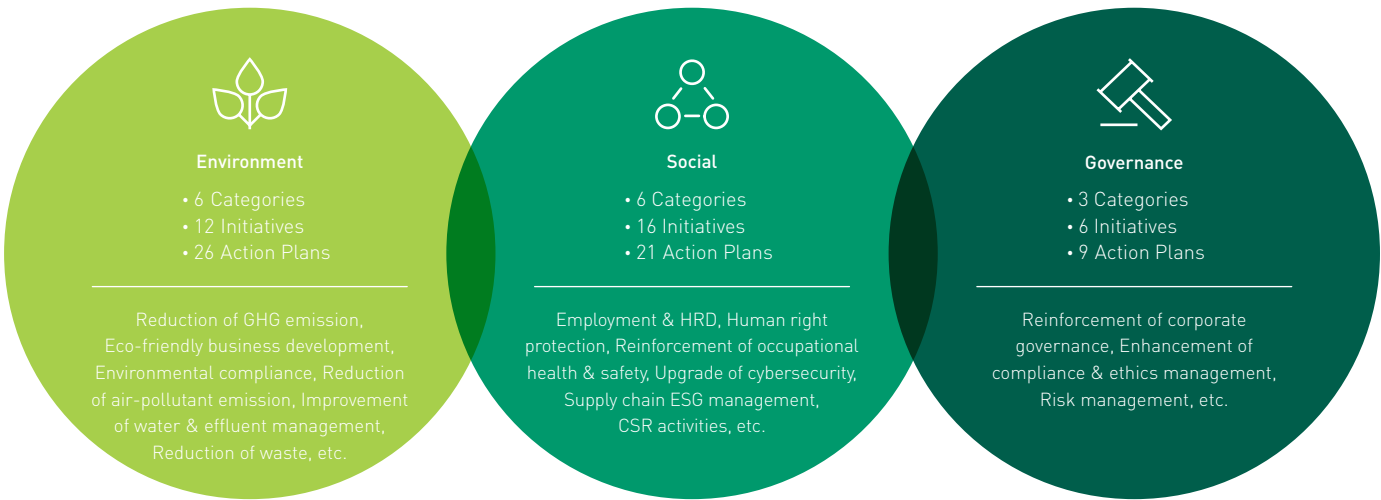 Environment
• 6 Categories
• 12 Initiatives
• 26 Action Plans
Reduction of GHG emission,
Eco-friendly business development,
Environmental compliance, Reduction
of air-pollutant emission, Improvement
of water & effluent management,
Reduction of waste, etc.
Social
• 6 Categories
• 16 Initiatives
• 21 Action Plans
Employment & HRD, Human right
protection, Reinforcement of occupational
health & safety, Upgrade of cybersecurity,
Supply chain ESG management,
CSR activities, etc.
Governance
• 3 Categories
• 6 Initiatives
• 9 Action Plans
Reinforcement of corporate
governance, Enhancement of
compliance & ethics management,
Risk management, etc.